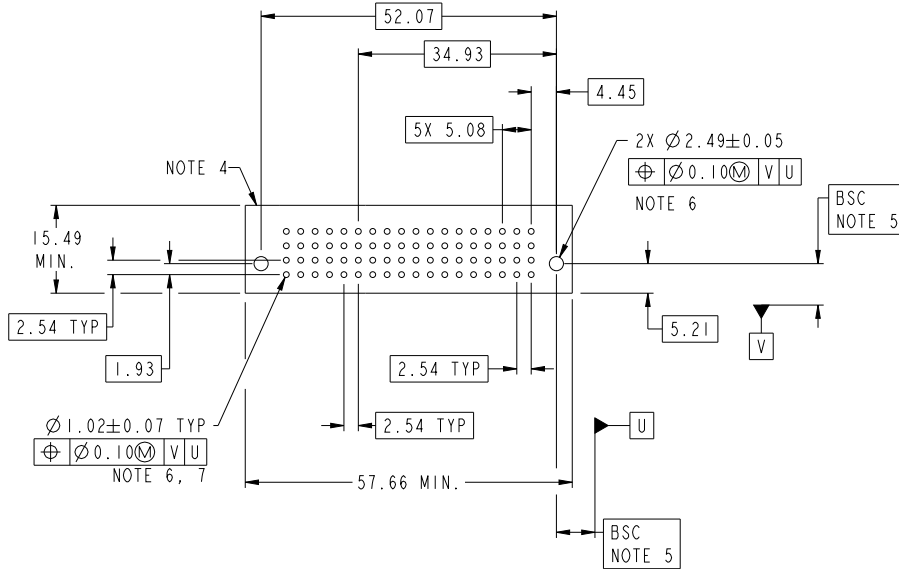 52.07
34.93
4.45
5X 5.08
2X ⌀2.49±0.05
⌖ ⌀0.10Ⓜ V U
NOTE 6
NOTE 4
BSC
NOTE 5
15.49
MIN.
2.54 TYP
1.93
5.21
V
2.54 TYP
⌀1.02±0.07 TYP
⌖ ⌀0.10Ⓜ V U
NOTE 6, 7
2.54 TYP
U
57.66 MIN.
BSC
NOTE 5